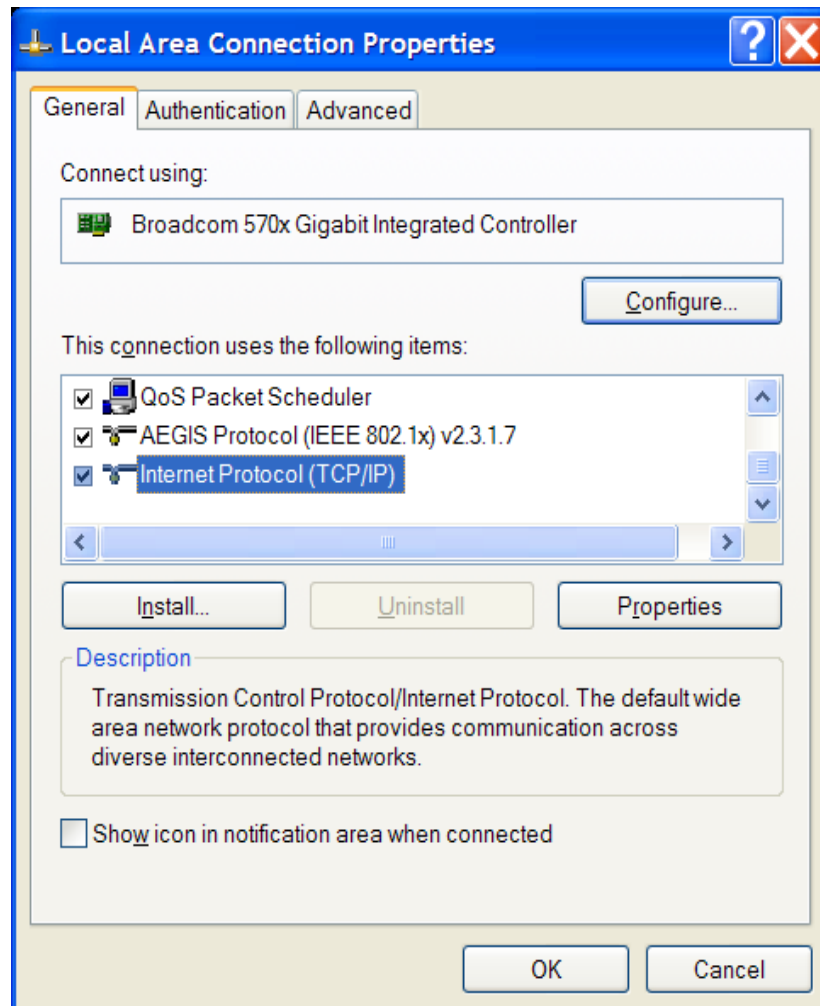 Local Area Connection Properties
General Authentication Advanced
Connect using:
Broadcom 570x Gigabit Integrated Controller
Configure...
This connection uses the following items:
QoS Packet Scheduler
AEGIS Protocol (IEEE 802.1x) v2.3.1.7
Internet Protocol (TCP/IP)
Install... Uninstall Properties
Description
Transmission Control Protocol/Internet Protocol. The default wide
area network protocol that provides communication across
diverse interconnected networks.
Show icon in notification area when connected
OK Cancel